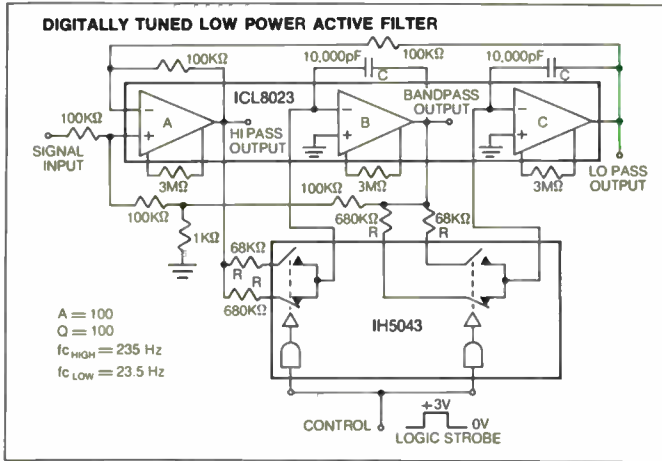 DIGITALLY TUNED LOW POWER ACTIVE FILTER
100KΩ
100KΩ
10,000pF
C
10,000pF
C
ICL8023
BANDPASS
OUTPUT
100KΩ
SIGNAL
INPUT
−
+
A
HI PASS
OUTPUT
−
+
B
−
+
C
LO PASS
OUTPUT
3MΩ
3MΩ
3MΩ
100KΩ
100KΩ
1KΩ
680KΩ
R
68KΩ
R
68KΩ
R
R
680KΩ
IH5043
A = 100
Q = 100
fcHIGH = 235 Hz
fcLOW = 23.5 Hz
CONTROL
+3V
0V
LOGIC STROBE